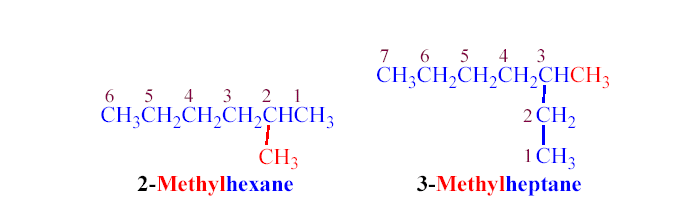 6 5 4 3 2 1
CH₃CH₂CH₂CH₂CHCH₃
CH₃
2-Methylhexane
7 6 5 4 3
CH₃CH₂CH₂CH₂CHCH₃
2 CH₂
1 CH₃
3-Methylheptane